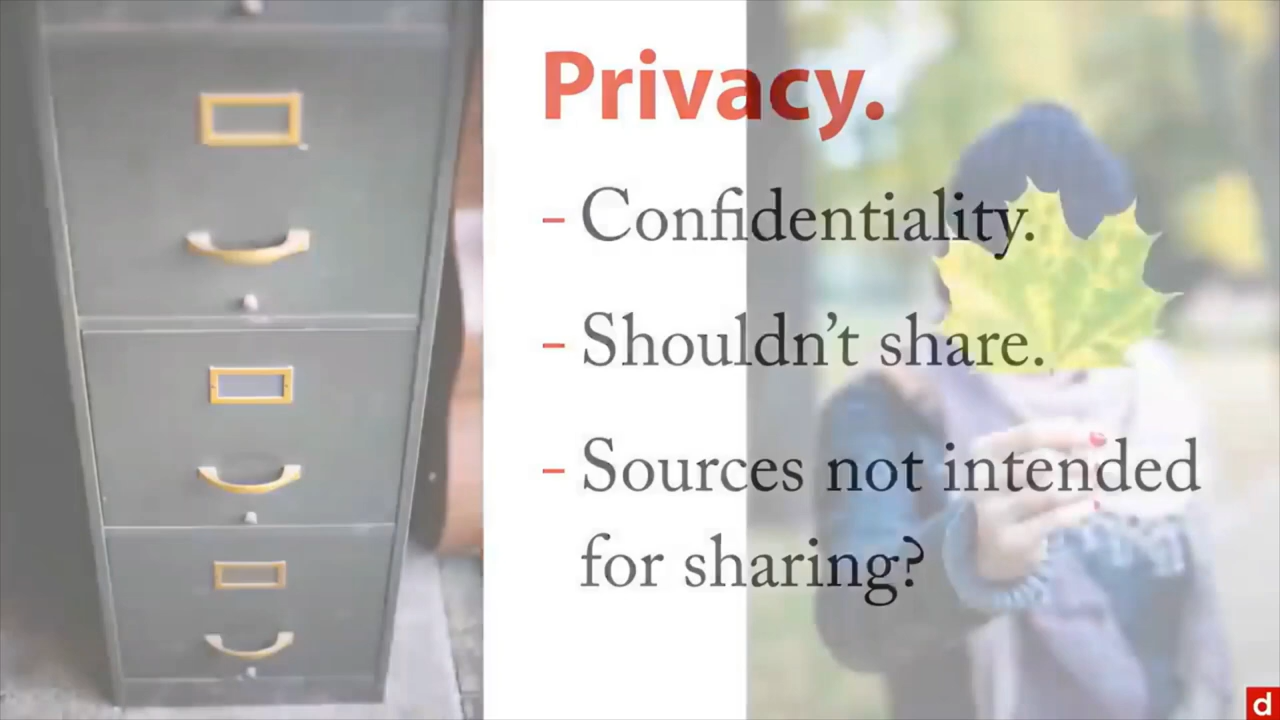 Privacy.
- Confidentiality.
- Shouldn't share.
- Sources not intended
for sharing?
d